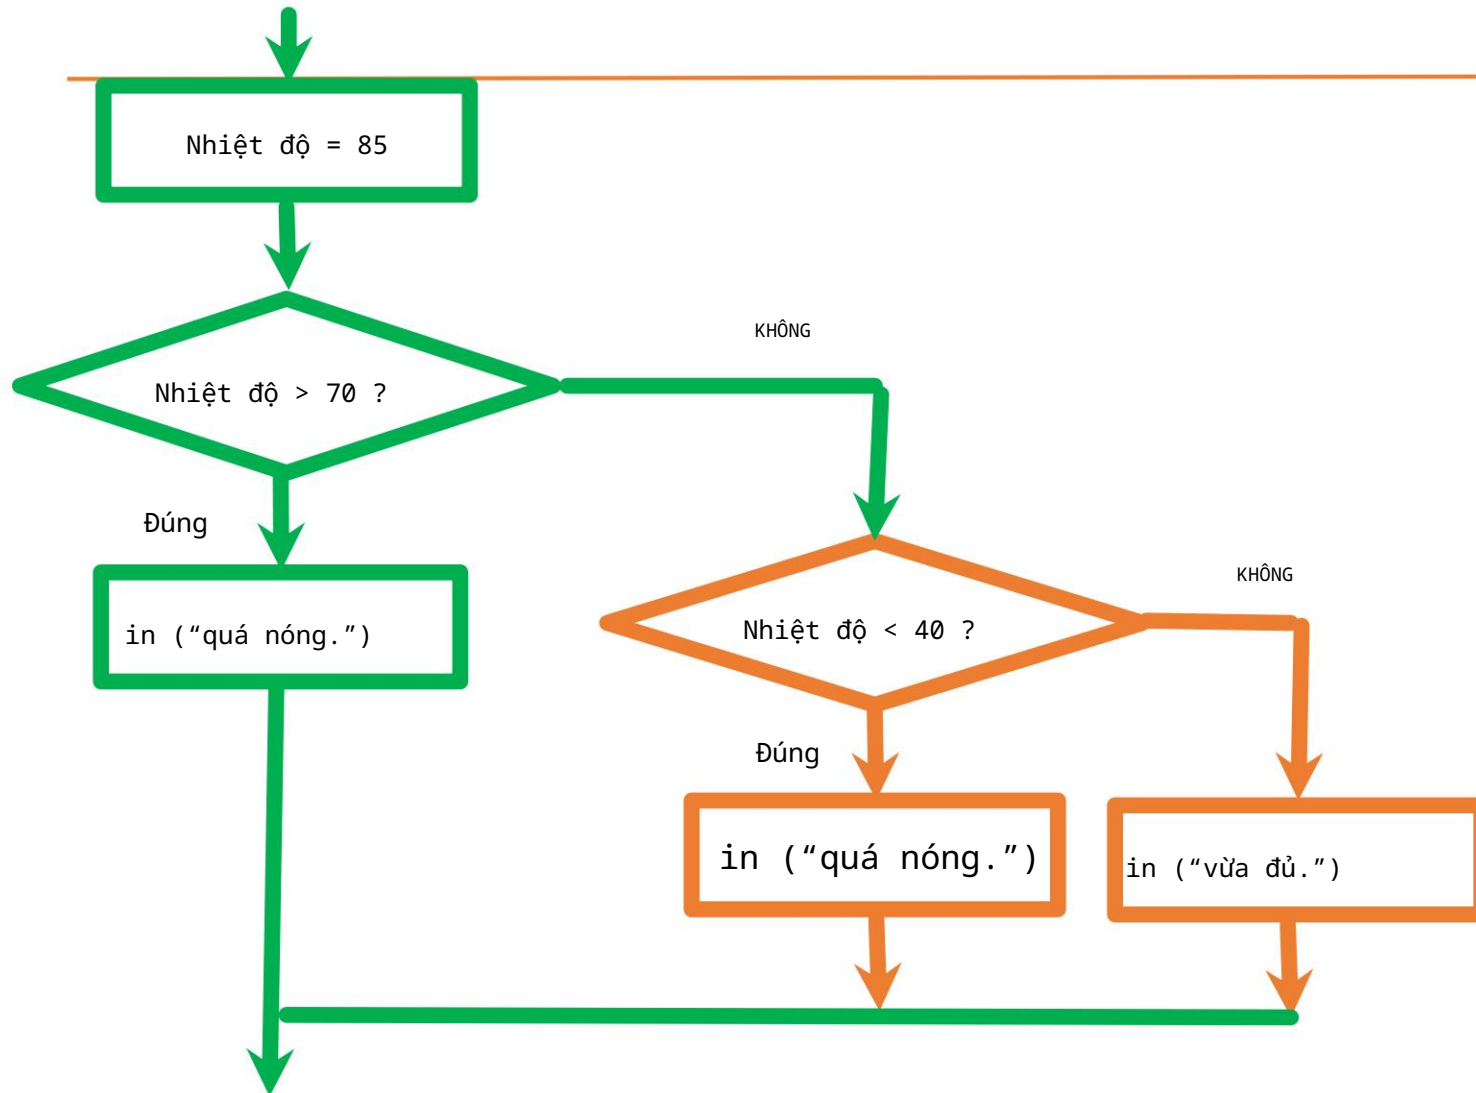 Nhiệt độ = 85
KHÔNG
Nhiệt độ > 70 ?
Đúng
KHÔNG
in (“quá nóng.”)
Nhiệt độ < 40 ?
Đúng
in (“quá nóng.”)
in (“vừa đủ.”)